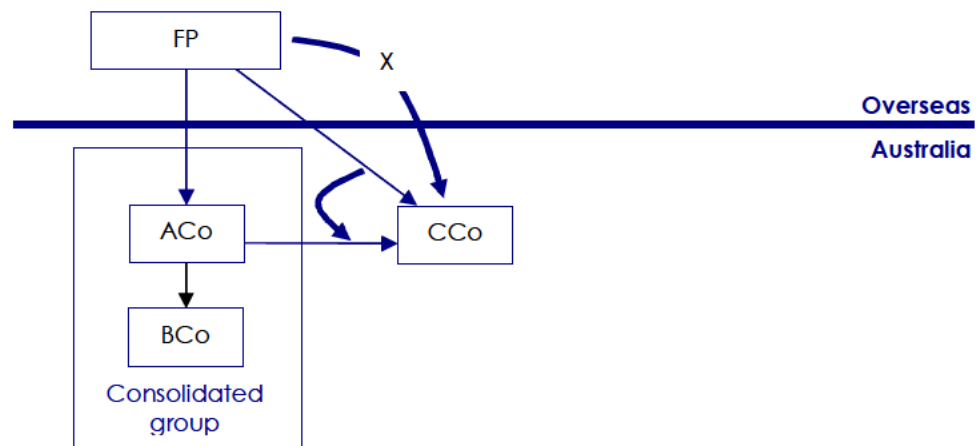 FP
X
Overseas
Australia
ACo
CCo
BCo
Consolidated
group